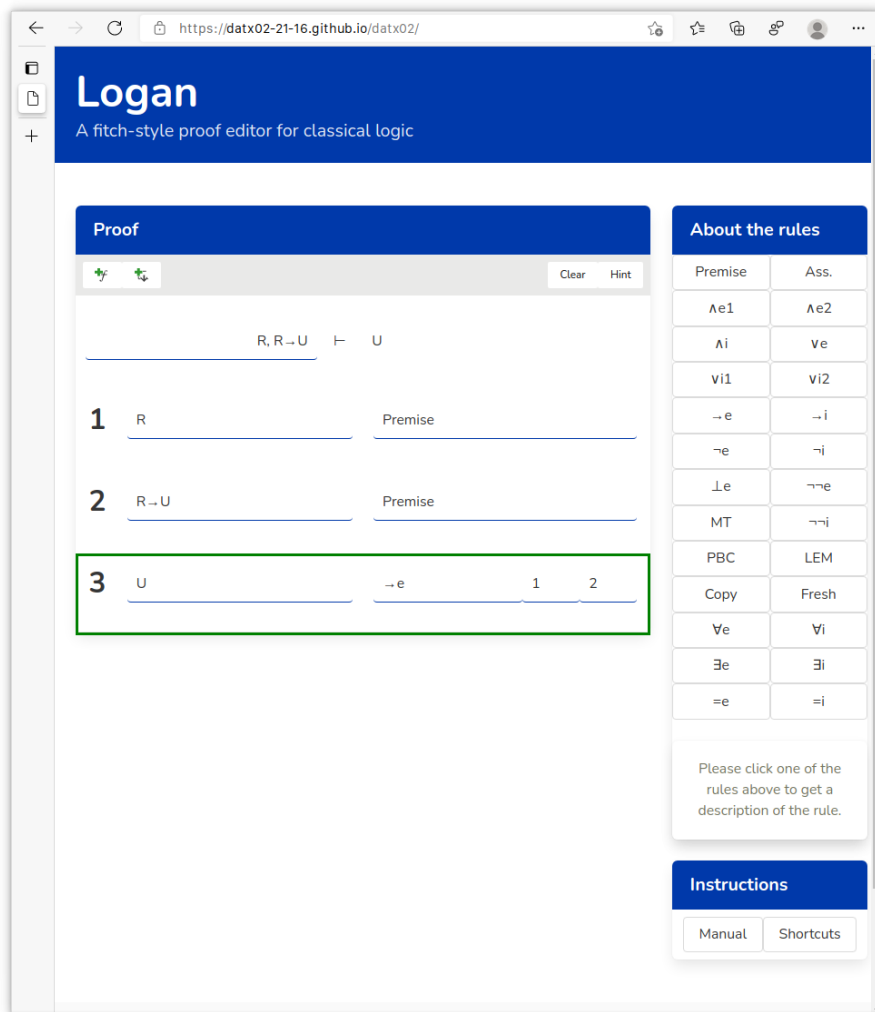 https://datx02-21-16.github.io/datx02/
Logan
A fitch-style proof editor for classical logic
Proof
Clear Hint
R, R→U ⊢ U
1 R Premise
2 R→U Premise
3 U →e 1 2
About the rules
Premise Ass.
∧e1 ∧e2
∧i ∨e
∨i1 ∨i2
→e →i
¬e ¬i
⊥e ¬¬e
MT ¬¬i
PBC LEM
Copy Fresh
∀e ∀i
∃e ∃i
=e =i
Please click one of the
rules above to get a
description of the rule.
Instructions
Manual Shortcuts